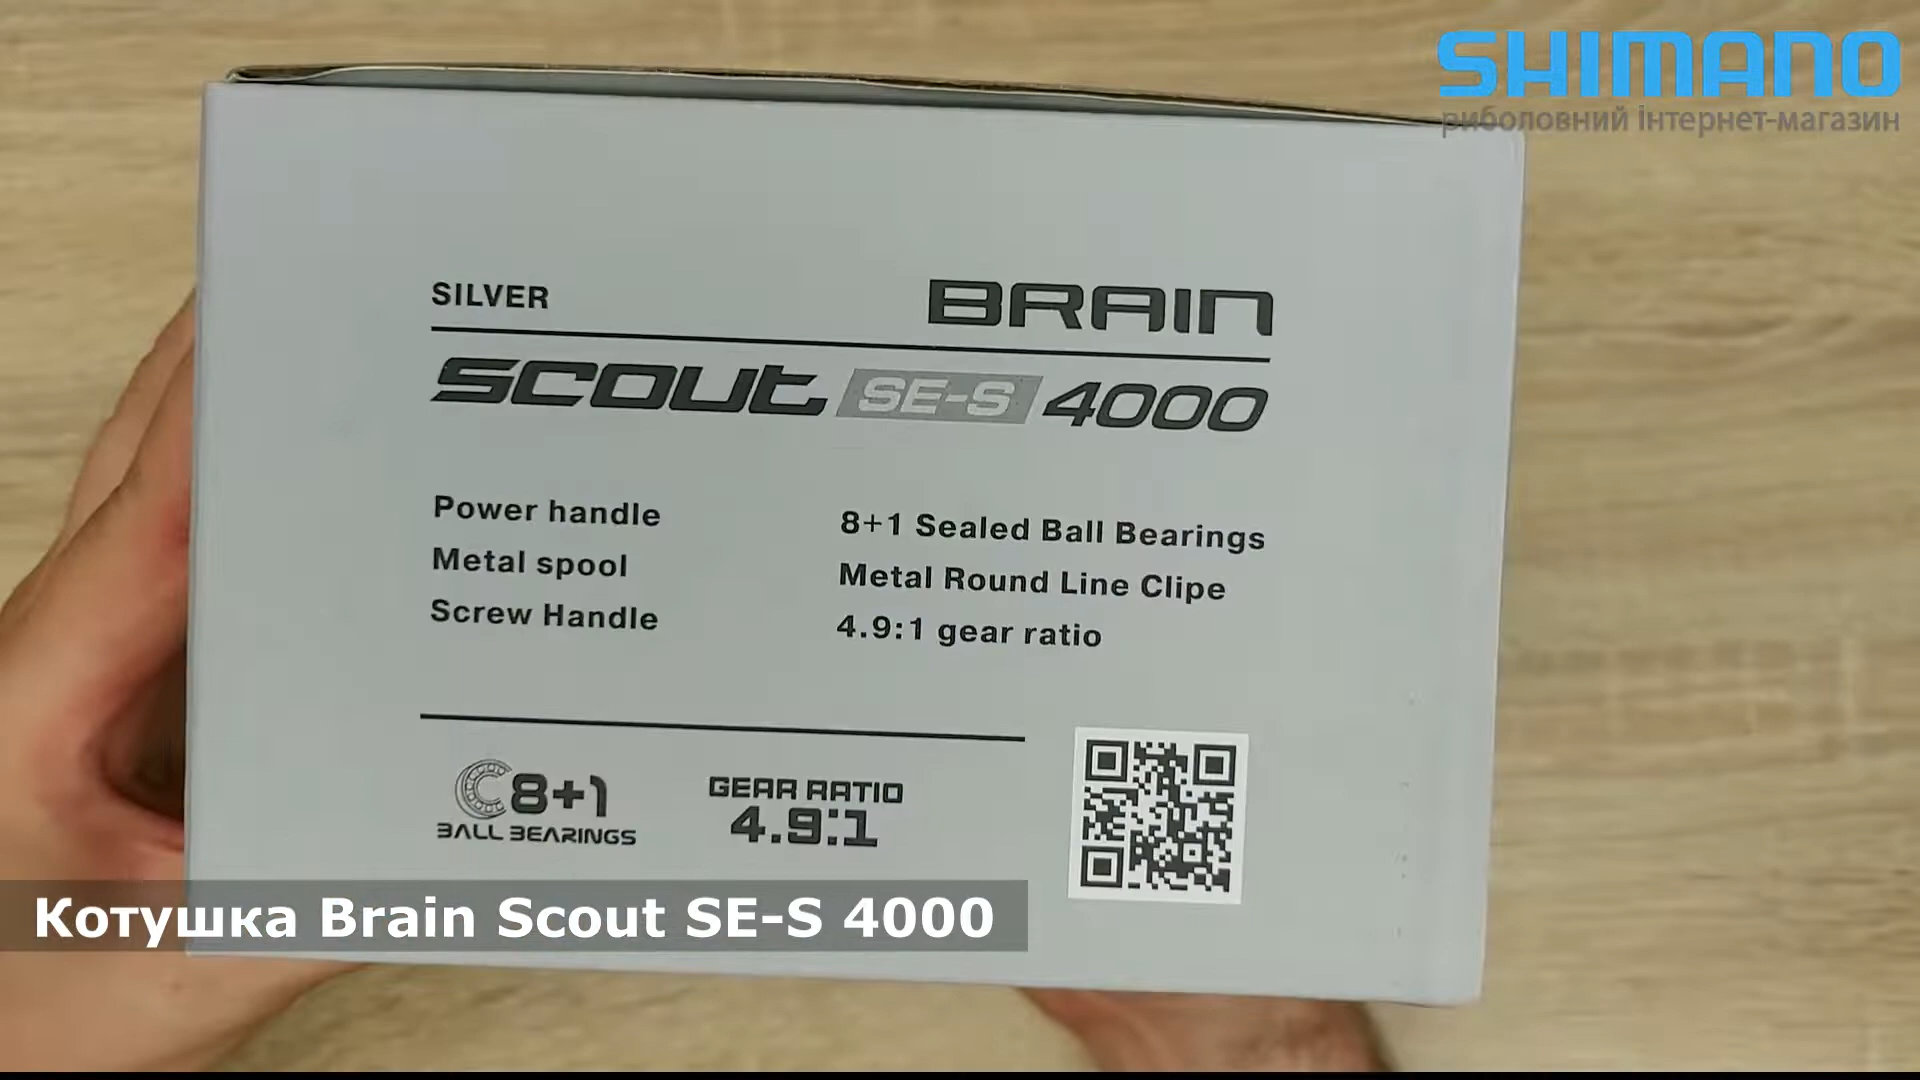 SHIMANO
риболовний інтернет-магазин
SILVER
BRAIN
SCOUT SE-S 4000
Power handle
Metal spool
Screw Handle
8+1 Sealed Ball Bearings
Metal Round Line Clipe
4.9:1 gear ratio
8+1
BALL BEARINGS
GEAR RATIO
4.9:1
Котушка Brain Scout SE-S 4000